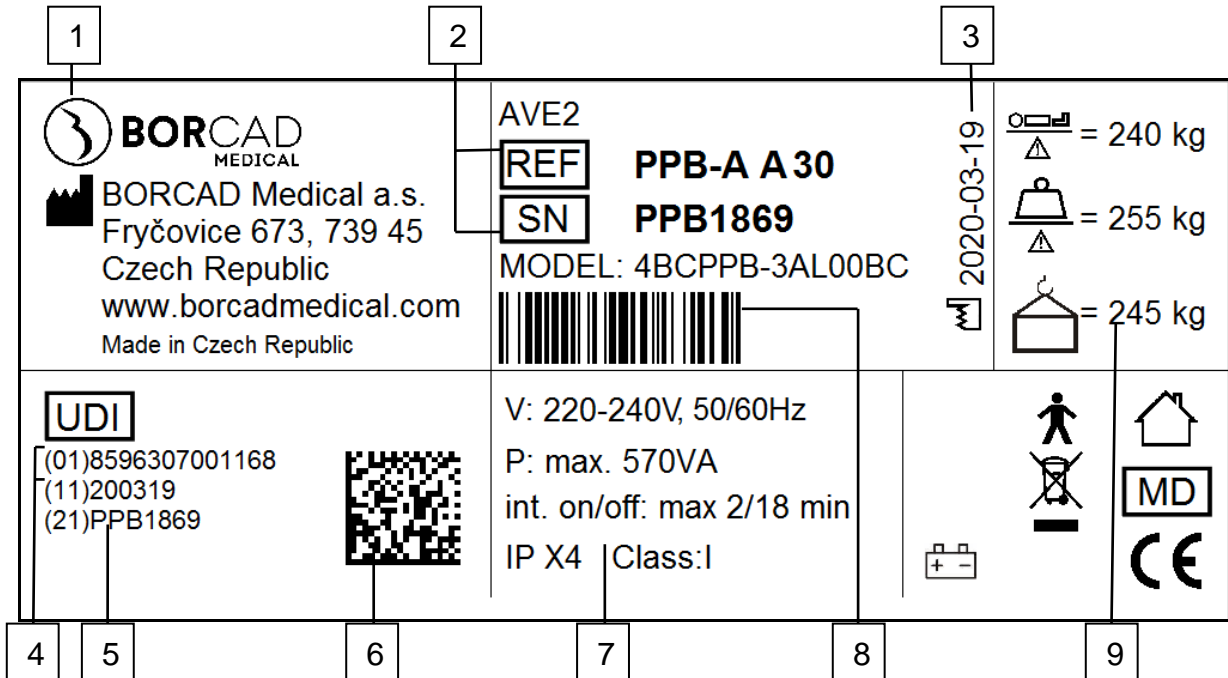 1
2
3
BORCAD
MEDICAL
BORCAD Medical a.s.
Fryčovice 673, 739 45
Czech Republic
www.borcadmedical.com
Made in Czech Republic
AVE2
REF PPB-A A 30
SN PPB1869
MODEL: 4BCPPB-3AL00BC
2020-03-19
= 240 kg
= 255 kg
= 245 kg
UDI
(01)8596307001168
(11)200319
(21)PPB1869
V: 220-240V, 50/60Hz
P: max. 570VA
int. on/off: max 2/18 min
IP X4 Class:I
+ -
MD
CE
4
5
6
7
8
9